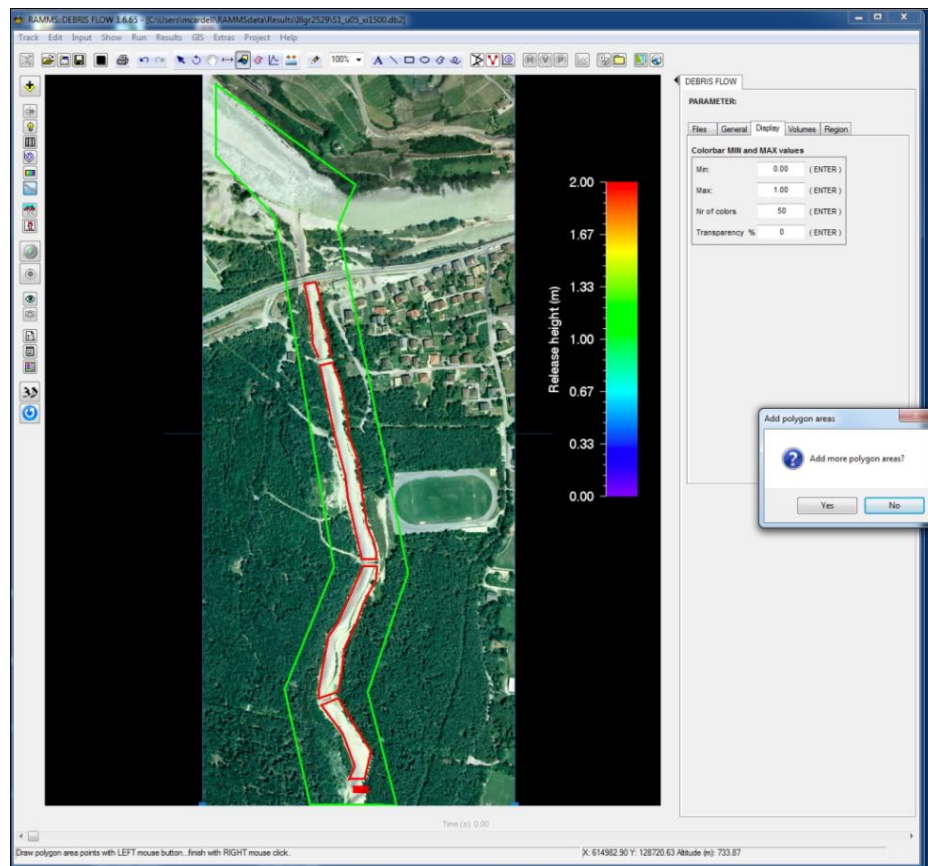 RAMMS::DEBRIS FLOW 1.6.65 - [C:\Users\mcardell\RAMMSdata\Results\Illgr2529\S1_u05_xi1500.db2]
Track Edit Input Show Run Results GIS Extras Project Help
100%
DEBRIS FLOW
PARAMETER:
Files General Display Volumes Region
Colorbar MIN and MAX values
Min: 0.00 ( ENTER )
Max: 1.00 ( ENTER )
Nr of colors 50 ( ENTER )
Transparency % 0 ( ENTER )
2.00
1.67
1.33
1.00
0.67
0.33
0.00
Release height (m)
Add polygon areas
Add more polygon areas?
Yes No
Time (s): 0.00
Draw polygon area points with LEFT mouse button...finish with RIGHT mouse click.
X: 614982.90 Y: 128720.63 Altitude (m): 733.87